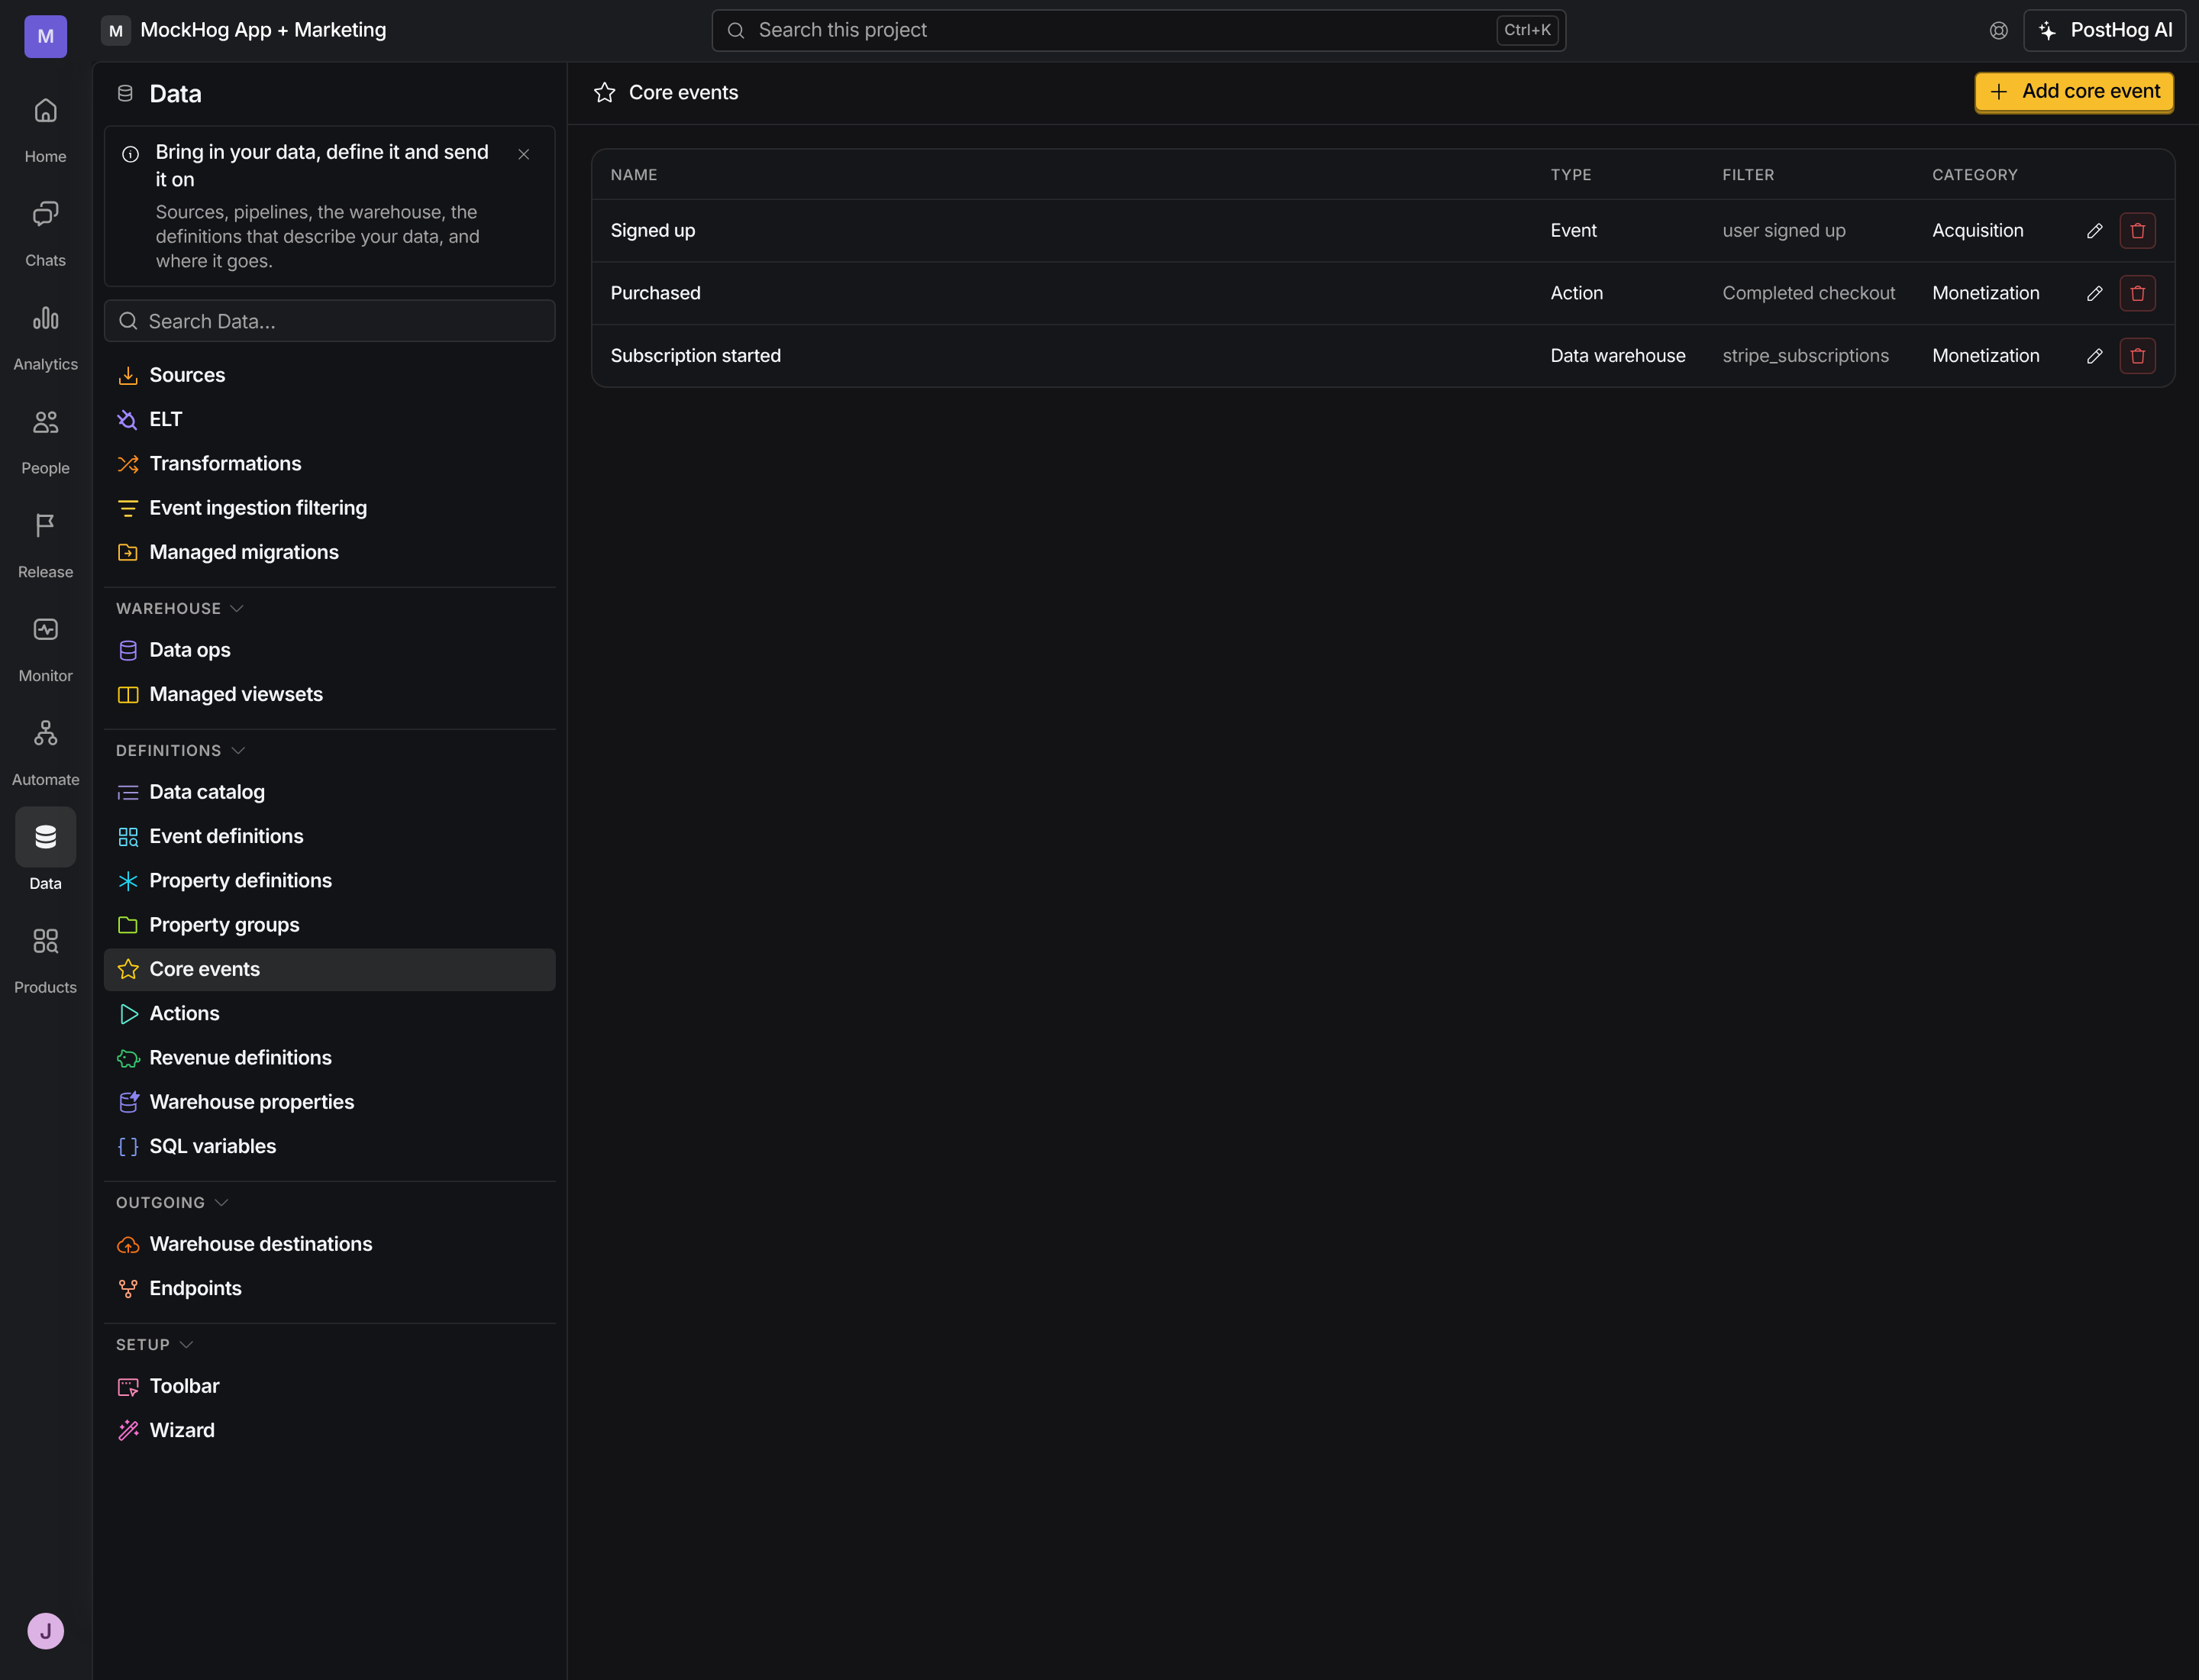 M
M MockHog App + Marketing
Search this project
Ctrl+K
PostHog AI
Home
Chats
Analytics
People
Release
Monitor
Automate
Data
Products
J
Data
Bring in your data, define it and send
it on
Sources, pipelines, the warehouse, the
definitions that describe your data, and
where it goes.
Search Data...
Sources
ELT
Transformations
Event ingestion filtering
Managed migrations
WAREHOUSE
Data ops
Managed viewsets
DEFINITIONS
Data catalog
Event definitions
Property definitions
Property groups
Core events
Actions
Revenue definitions
Warehouse properties
SQL variables
OUTGOING
Warehouse destinations
Endpoints
SETUP
Toolbar
Wizard
Core events
Add core event
NAME TYPE FILTER CATEGORY
Signed up Event user signed up Acquisition
Purchased Action Completed checkout Monetization
Subscription started Data warehouse stripe_subscriptions Monetization